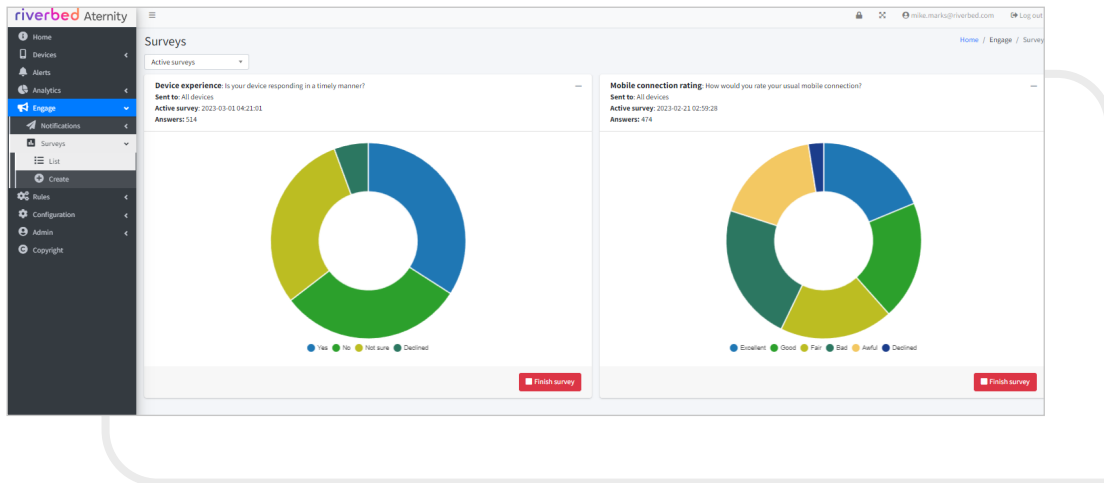 riverbed Aternity
mike.marks@riverbed.com Log out
Home
Devices
Alerts
Analytics
Engage
Notifications
Surveys
List
Create
Rules
Configuration
Admin
Copyright
Surveys
Home / Engage / Survey
Active surveys
Device experience: Is your device responding in a timely manner?
Sent to: All devices
Active survey: 2023-03-01 04:21:01
Answers: 514
Yes No Not sure Declined
Finish survey
Mobile connection rating: How would you rate your usual mobile connection?
Sent to: All devices
Active survey: 2023-02-21 02:59:28
Answers: 474
Excellent Good Fair Bad Awful Declined
Finish survey